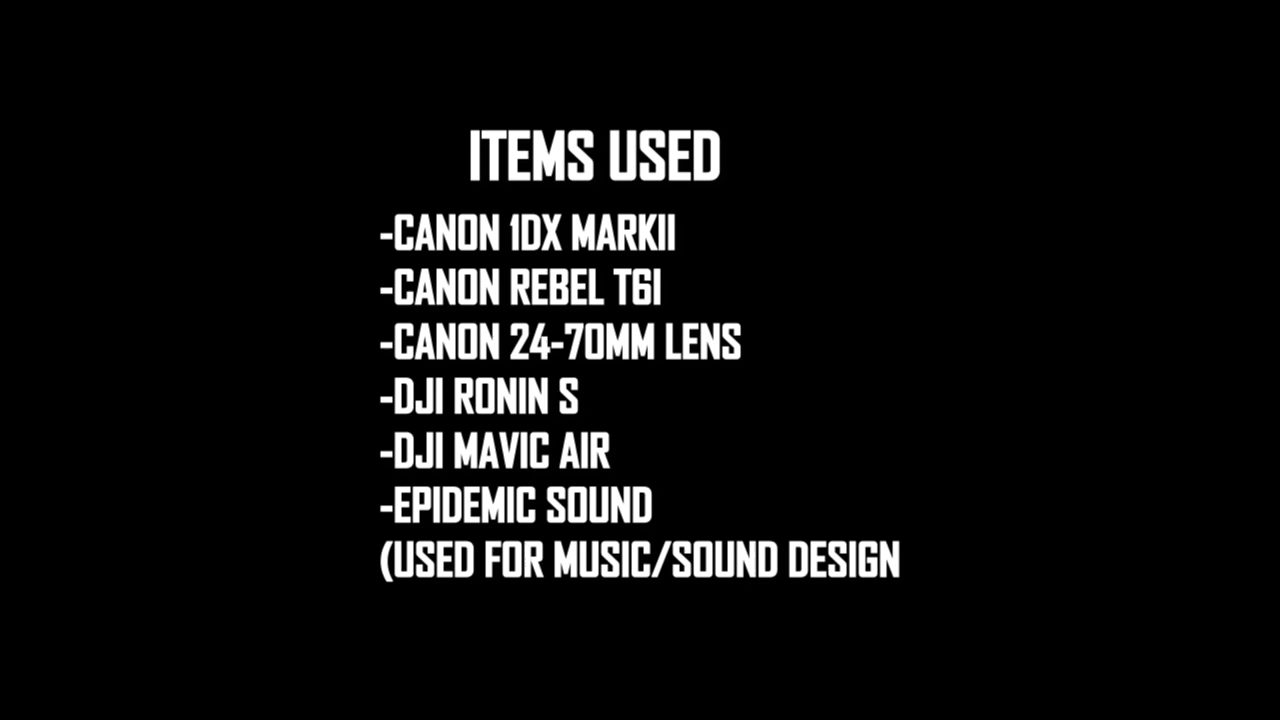 ITEMS USED
-CANON 1DX MARKII
-CANON REBEL T6I
-CANON 24-70MM LENS
-DJI RONIN S
-DJI MAVIC AIR
-EPIDEMIC SOUND
(USED FOR MUSIC/SOUND DESIGN